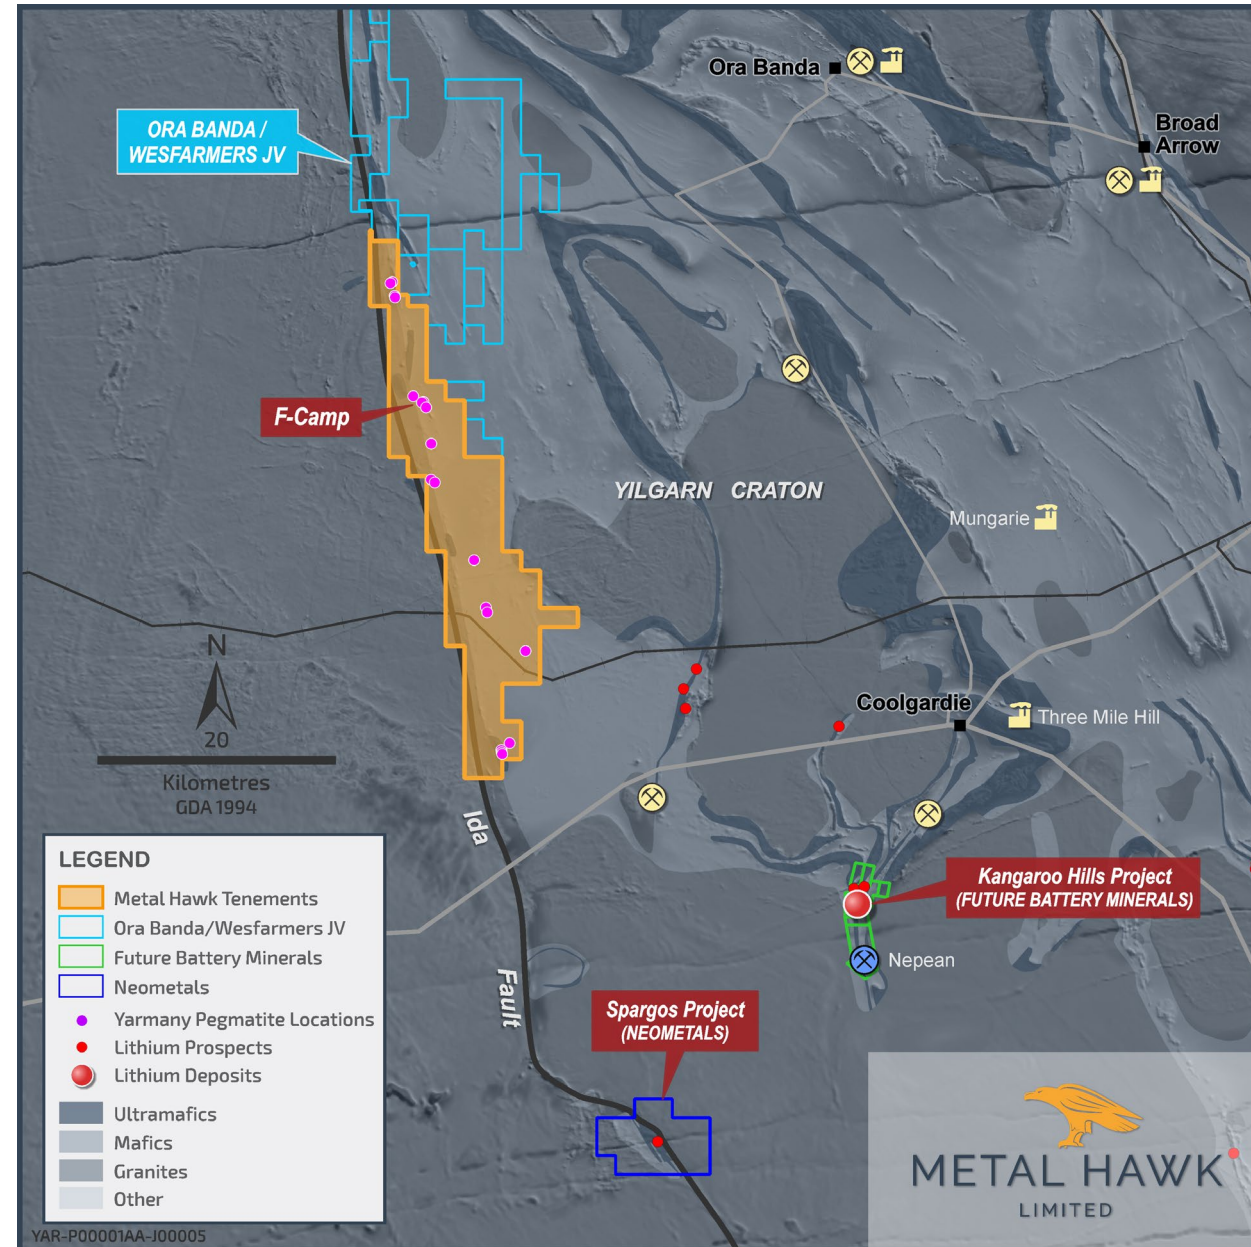 Ora Banda
Broad
Arrow
ORA BANDA /
WESFARMERS JV
F-Camp
YILGARN CRATON
Mungarie
N
20
Kilometres
GDA 1994
Coolgardie
Three Mile Hill
Ida
Fault
Kangaroo Hills Project
(FUTURE BATTERY MINERALS)
Nepean
Spargos Project
(NEOMETALS)
LEGEND
Metal Hawk Tenements
Ora Banda/Wesfarmers JV
Future Battery Minerals
Neometals
Yarmany Pegmatite Locations
Lithium Prospects
Lithium Deposits
Ultramafics
Mafics
Granites
Other
YAR-P00001AA-J00005
METAL HAWK
LIMITED